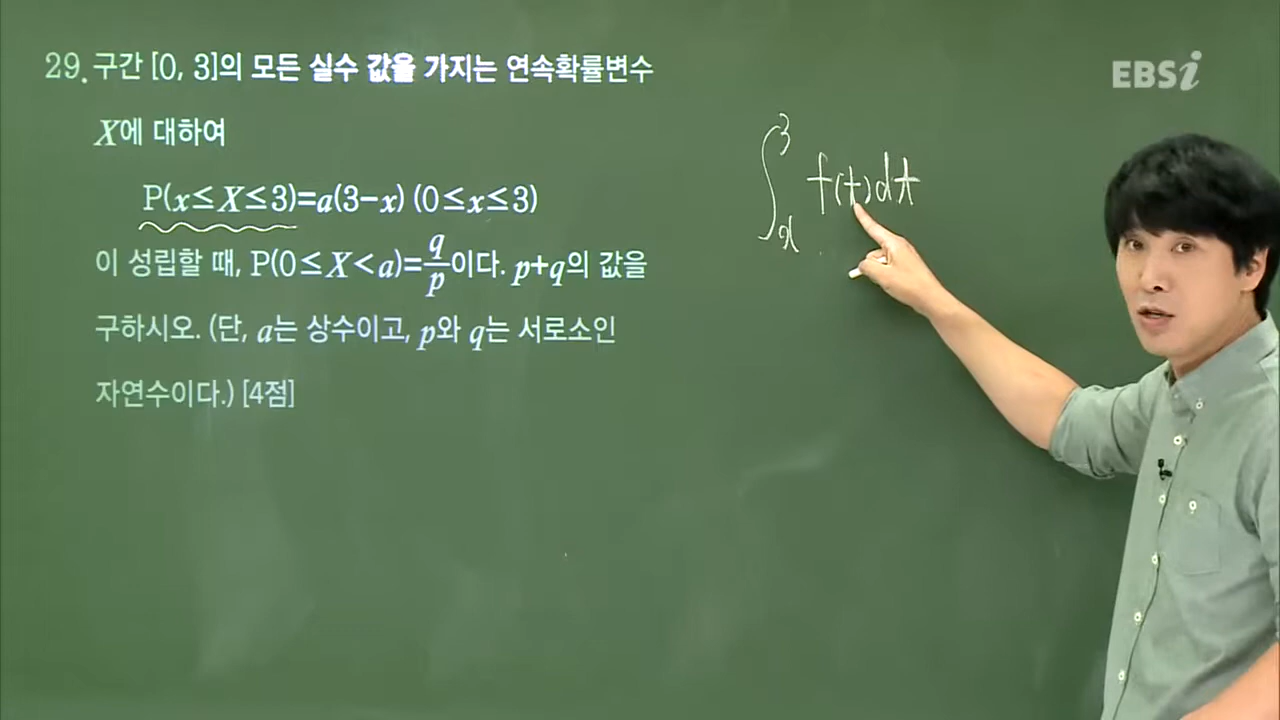 29. 구간 [0, 3]의 모든 실수 값을 가지는 연속확률변수
X에 대하여
P(x≤X≤3)=a(3-x) (0≤x≤3)
이 성립할 때, P(0≤X<a)=q/p이다. p+q의 값을
구하시오. (단, a는 상수이고, p와 q는 서로소인
자연수이다.) [4점]
∫_x^3 f(t)dt
EBSi